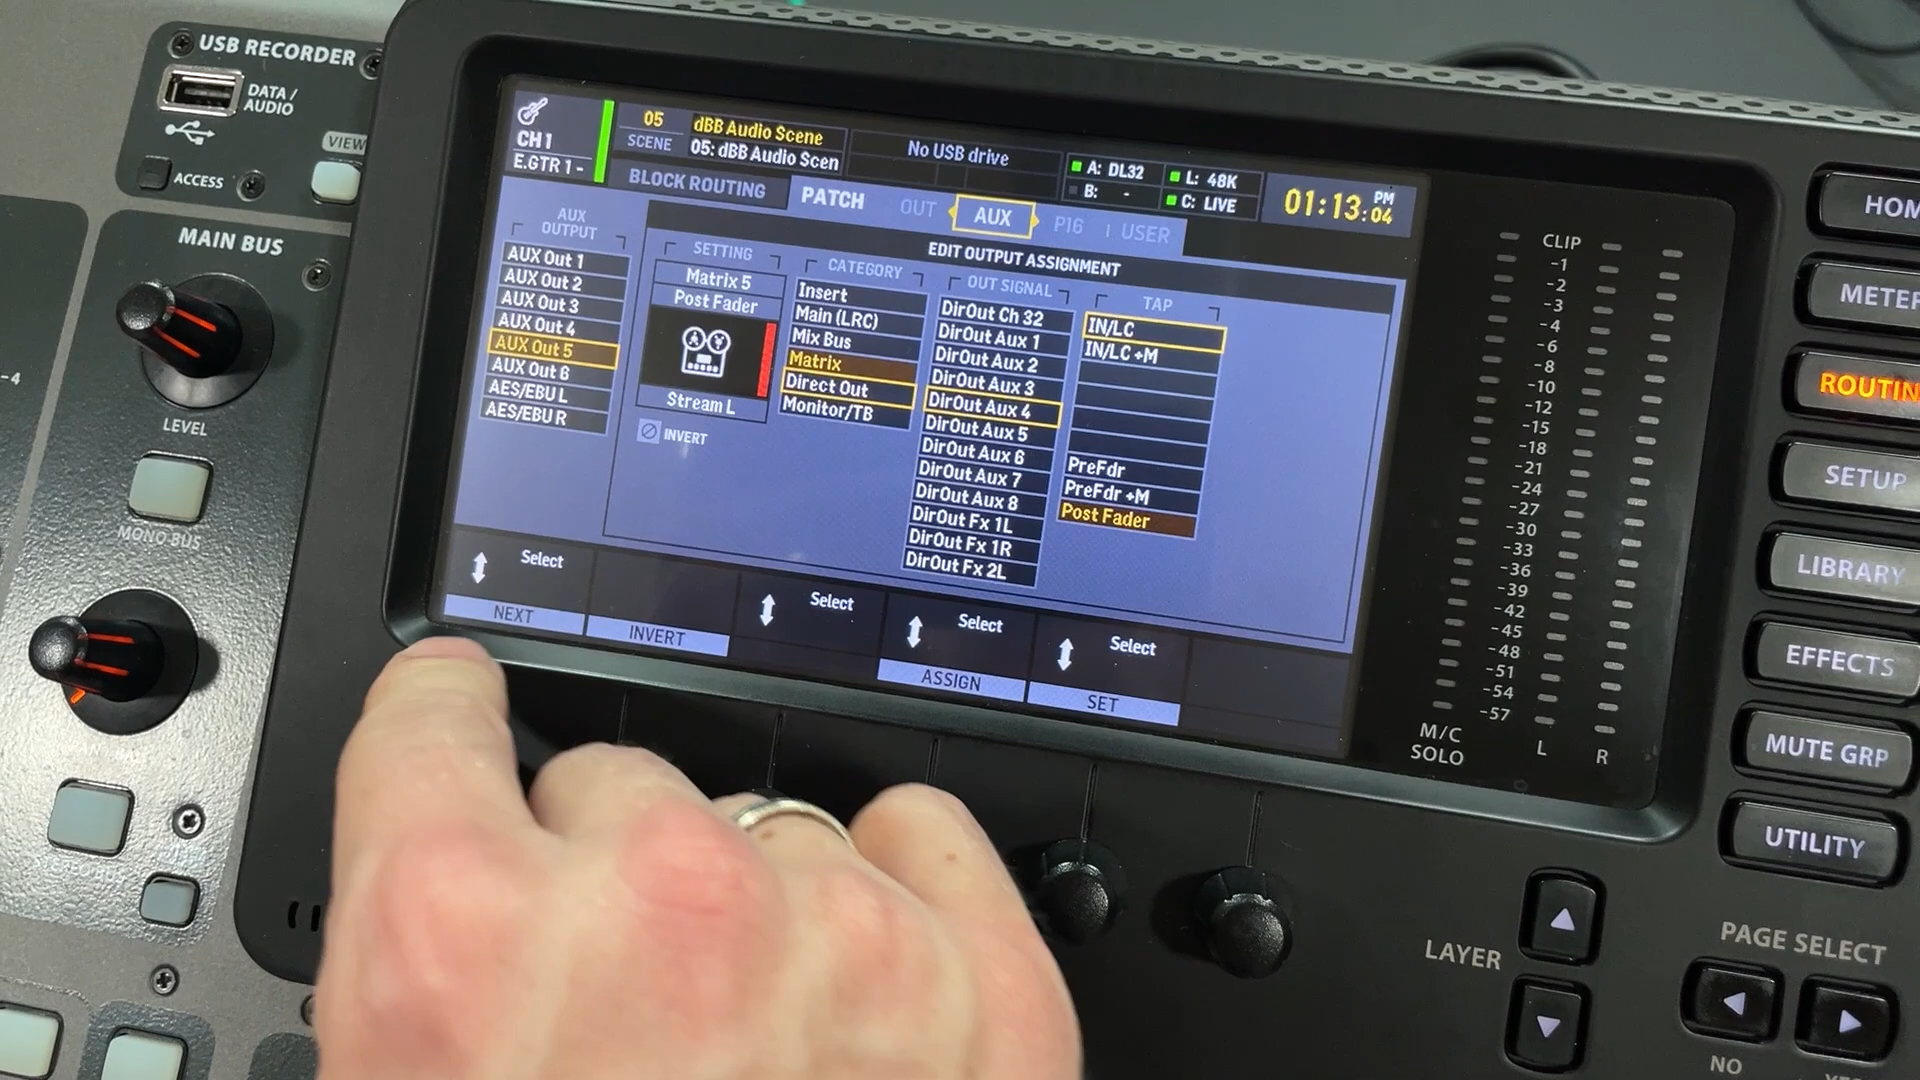 USB RECORDER
DATA /
AUDIO
VIEW
ACCESS
MAIN BUS
LEVEL
MONO BUS
-4
CH 1
E.GTR 1 -
05
SCENE
dBB Audio Scene
05: dBB Audio Scen
No USB drive
A: DL32
B: -
L: 48K
C: LIVE
01:13:04 PM
BLOCK ROUTING
PATCH
OUT
AUX
P16
USER
EDIT OUTPUT ASSIGNMENT
AUX
OUTPUT
AUX Out 1
AUX Out 2
AUX Out 3
AUX Out 4
AUX Out 5
AUX Out 6
AES/EBU L
AES/EBU R
SETTING
Matrix 5
Post Fader
Stream L
INVERT
CATEGORY
Insert
Main (LRC)
Mix Bus
Matrix
Direct Out
Monitor/TB
OUT SIGNAL
DirOut Ch 32
DirOut Aux 1
DirOut Aux 2
DirOut Aux 3
DirOut Aux 4
DirOut Aux 5
DirOut Aux 6
DirOut Aux 7
DirOut Aux 8
DirOut Fx 1L
DirOut Fx 1R
DirOut Fx 2L
TAP
IN/LC
IN/LC +M
PreFdr
PreFdr +M
Post Fader
Select
NEXT
INVERT
Select
Select
ASSIGN
Select
SET
CLIP
-1
-2
-3
-4
-6
-8
-10
-12
-15
-18
-21
-24
-27
-30
-33
-36
-39
-42
-45
-48
-51
-54
-57
M/C
SOLO
L
R
HOM
METER
ROUTIN
SETUP
LIBRARY
EFFECTS
MUTE GRP
UTILITY
LAYER
PAGE SELECT
NO